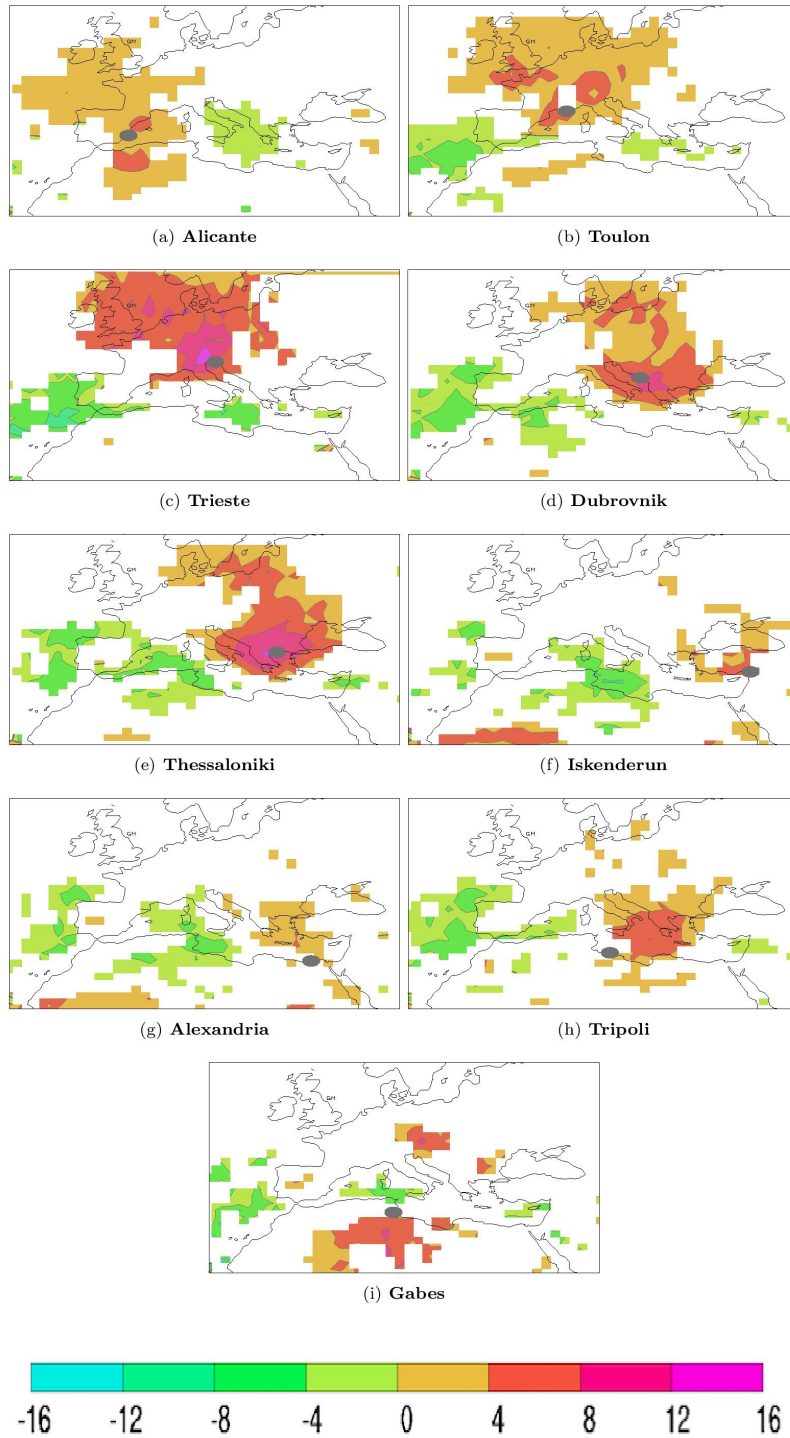 GM
(a) Alicante
GM
(b) Toulon
GM
(c) Trieste
GM
(d) Dubrovnik
GM
(e) Thessaloniki
GM
(f) Iskenderun
GM
(g) Alexandria
GM
(h) Tripoli
GM
(i) Gabes
-16 -12 -8 -4 0 4 8 12 16